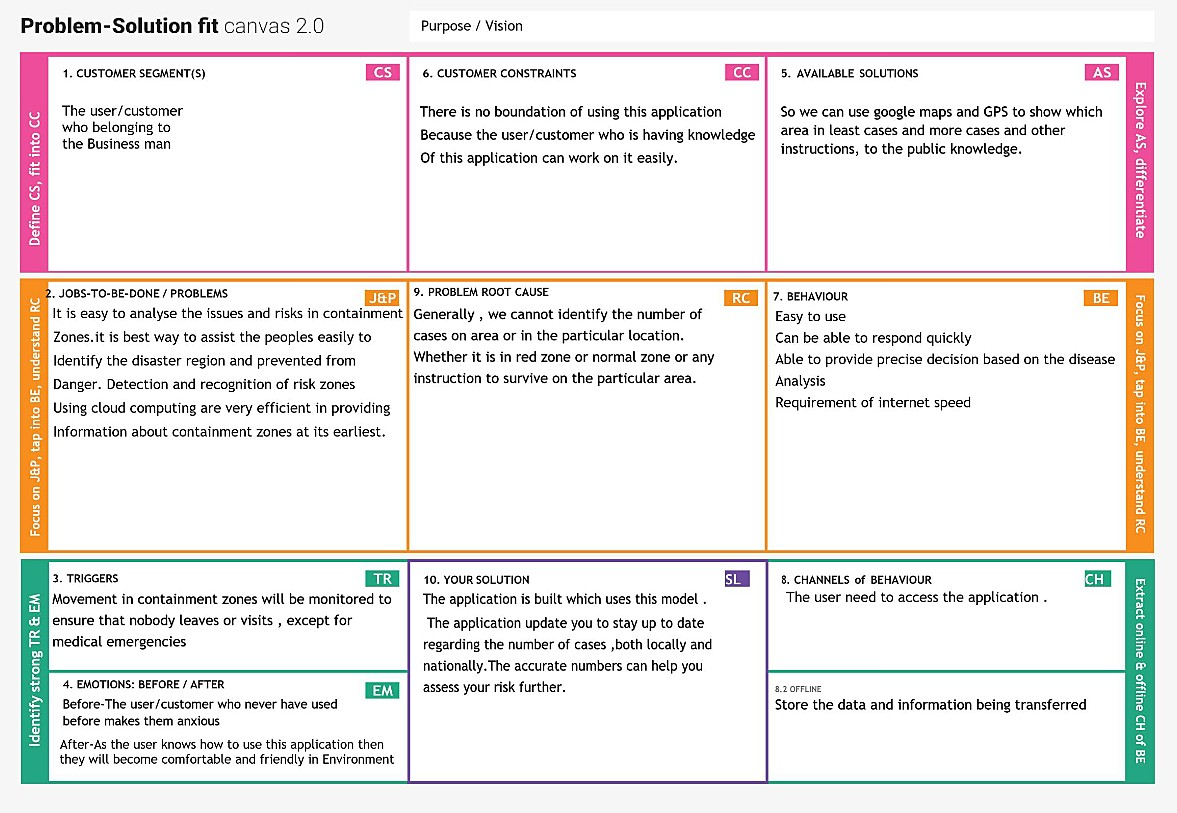 Problem-Solution fit canvas 2.0
Purpose / Vision
Define CS, fit into CC
1. CUSTOMER SEGMENT(S)
CS
The user/customer
who belonging to
the Business man
6. CUSTOMER CONSTRAINTS
CC
There is no boundation of using this application
Because the user/customer who is having knowledge
Of this application can work on it easily.
5. AVAILABLE SOLUTIONS
AS
So we can use google maps and GPS to show which
area in least cases and more cases and other
instructions, to the public knowledge.
Explore AS, differentiate
Focus on J&P, tap into BE, understand RC
2. JOBS-TO-BE-DONE / PROBLEMS
J&P
It is easy to analyse the issues and risks in containment
Zones.it is best way to assist the peoples easily to
Identify the disaster region and prevented from
Danger. Detection and recognition of risk zones
Using cloud computing are very efficient in providing
Information about containment zones at its earliest.
9. PROBLEM ROOT CAUSE
RC
Generally , we cannot identify the number of
cases on area or in the particular location.
Whether it is in red zone or normal zone or any
instruction to survive on the particular area.
7. BEHAVIOUR
BE
Easy to use
Can be able to respond quickly
Able to provide precise decision based on the disease
Analysis
Requirement of internet speed
Focus on J&P, tap into BE, understand RC
Identify strong TR & EM
3. TRIGGERS
TR
Movement in containment zones will be monitored to
ensure that nobody leaves or visits , except for
medical emergencies
4. EMOTIONS: BEFORE / AFTER
EM
Before-The user/customer who never have used
before makes them anxious
After-As the user knows how to use this application then
they will become comfortable and friendly in Environment
10. YOUR SOLUTION
SL
The application is built which uses this model .
The application update you to stay up to date
regarding the number of cases ,both locally and
nationally.The accurate numbers can help you
assess your risk further.
8. CHANNELS of BEHAVIOUR
CH
The user need to access the application .
8.2 OFFLINE
Store the data and information being transferred
Extract online & offline CH of BE